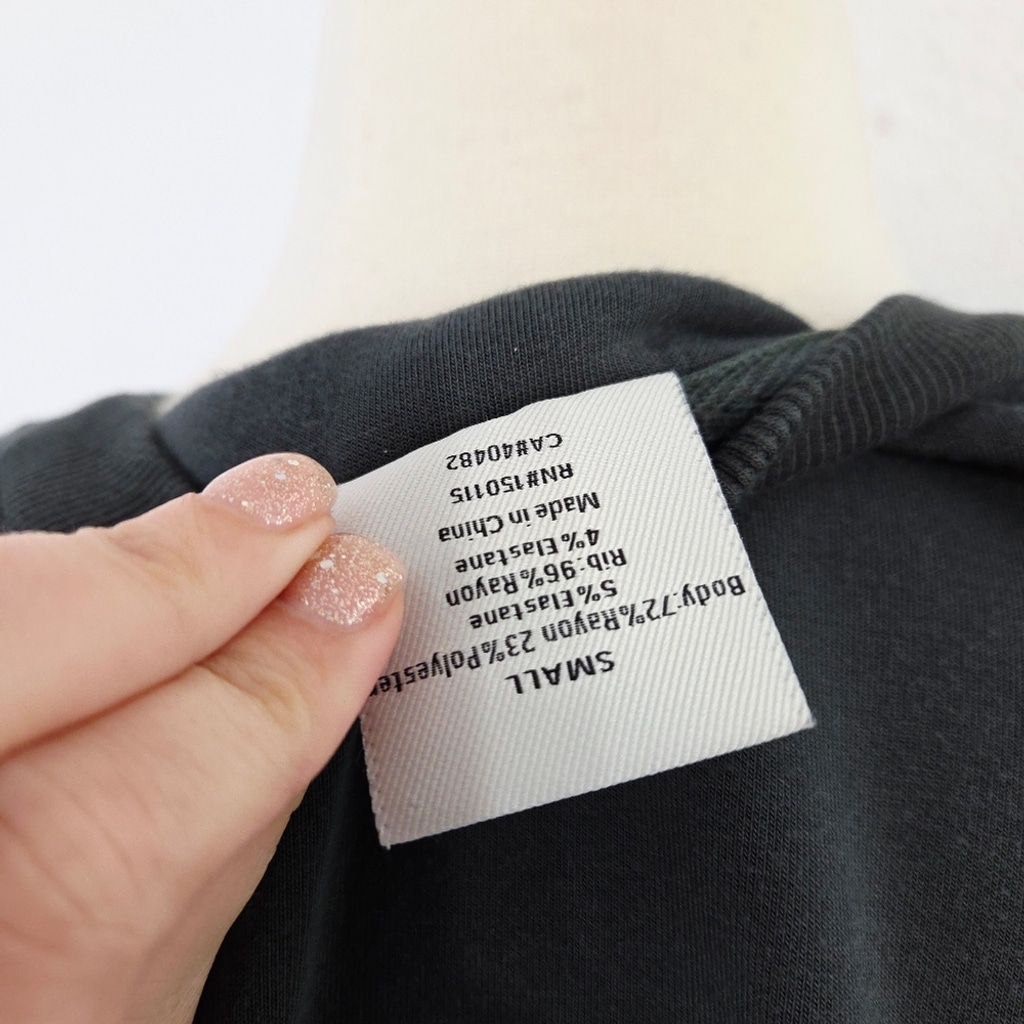 SMALL
Body:72%Rayon 23%Polyester
5%Elastane
Rib:96%Rayon
4%Elastane
Made in China
RN#150115
CA#40482